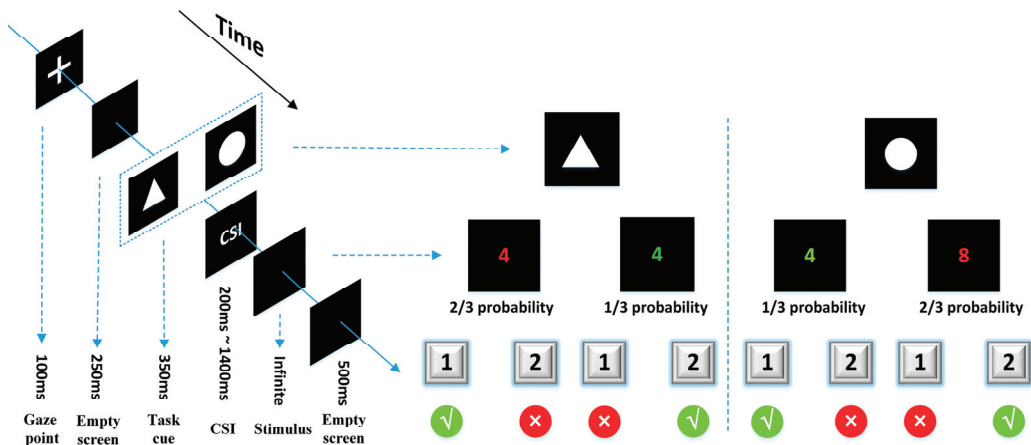 Time
CSI
4 4 4 8
2/3 probability 1/3 probability 1/3 probability 2/3 probability
1 2 1 2 1 2 1 2
√ × × √ √ × × √
100ms 250ms 350ms 200ms ~ 1400ms Infinite 500ms
Gaze point
Empty screen
Task cue
CSI
Stimulus
Empty screen